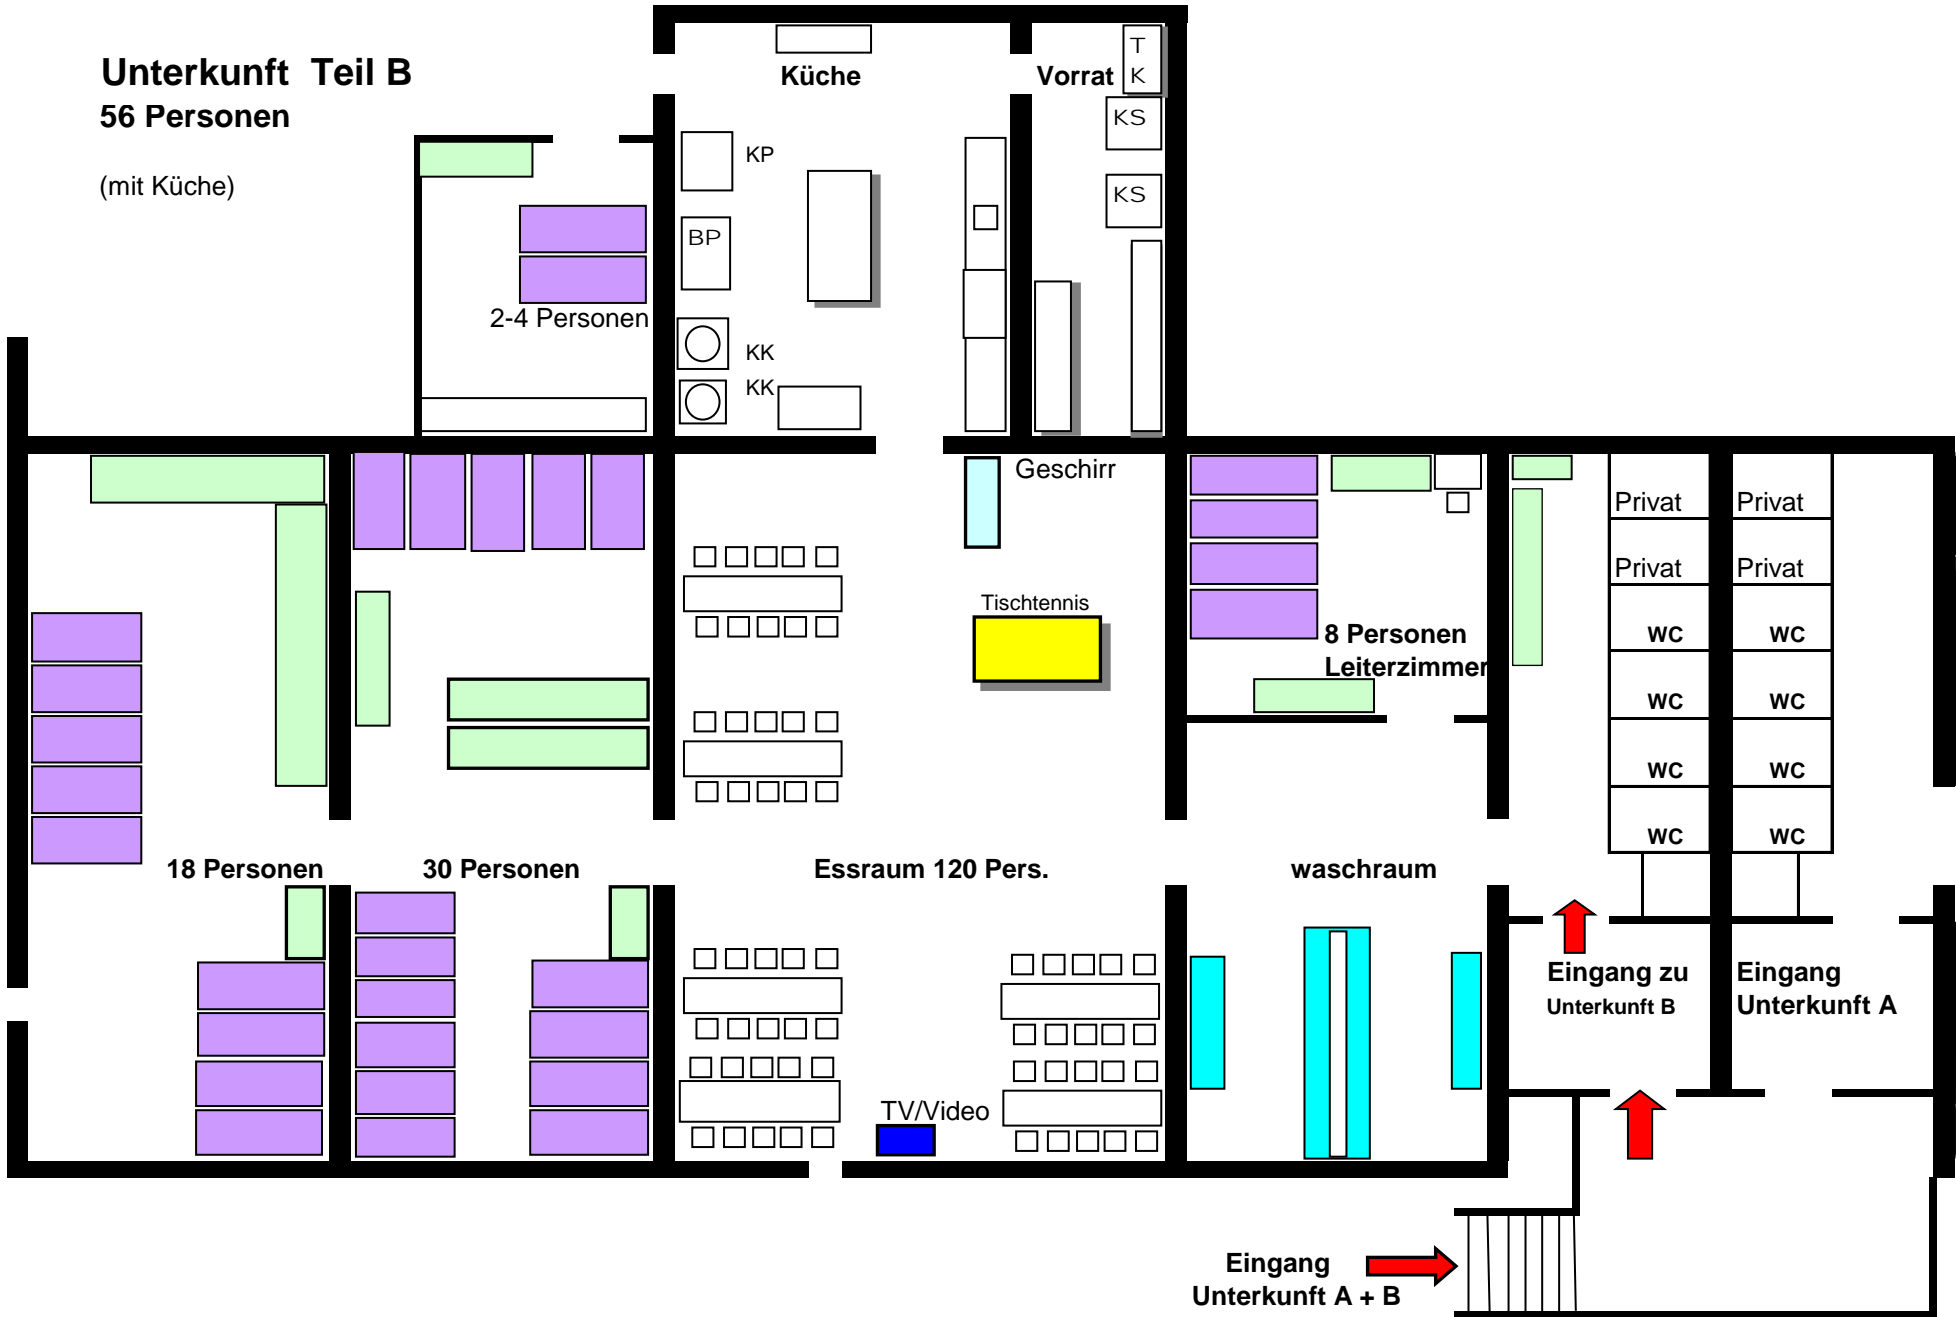 Unterkunft  Teil B
56 Personen
(mit Küche)
Küche
Vorrat
T
K
KS
KS
KP
BP
KK
KK
2-4 Personen
Geschirr
Tischtennis
8 Personen
Leiterzimmer
Privat
Privat
Privat
Privat
WC
WC
WC
WC
WC
WC
WC
WC
18 Personen
30 Personen
Essraum 120 Pers.
waschraum
TV/Video
Eingang zu
Unterkunft B
Eingang
Unterkunft A
Eingang
Unterkunft A + B